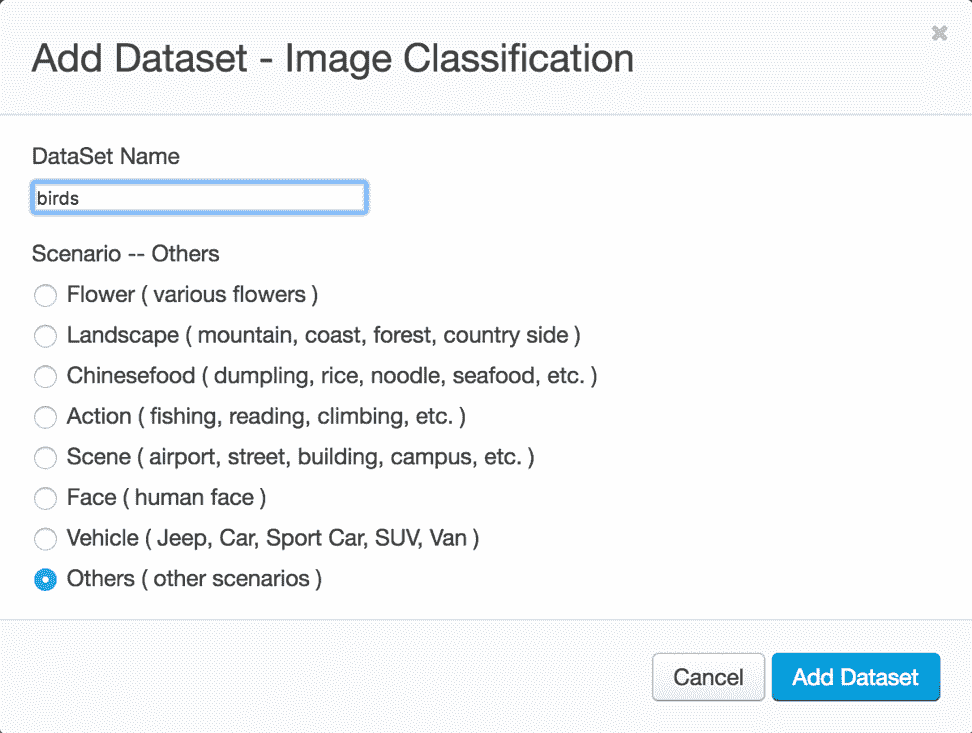 Add Dataset - Image Classification
DataSet Name
birds
Scenario -- Others
Flower ( various flowers )
Landscape ( mountain, coast, forest, country side )
Chinesefood ( dumpling, rice, noodle, seafood, etc. )
Action ( fishing, reading, climbing, etc. )
Scene ( airport, street, building, campus, etc. )
Face ( human face )
Vehicle ( Jeep, Car, Sport Car, SUV, Van )
Others ( other scenarios )
Cancel Add Dataset